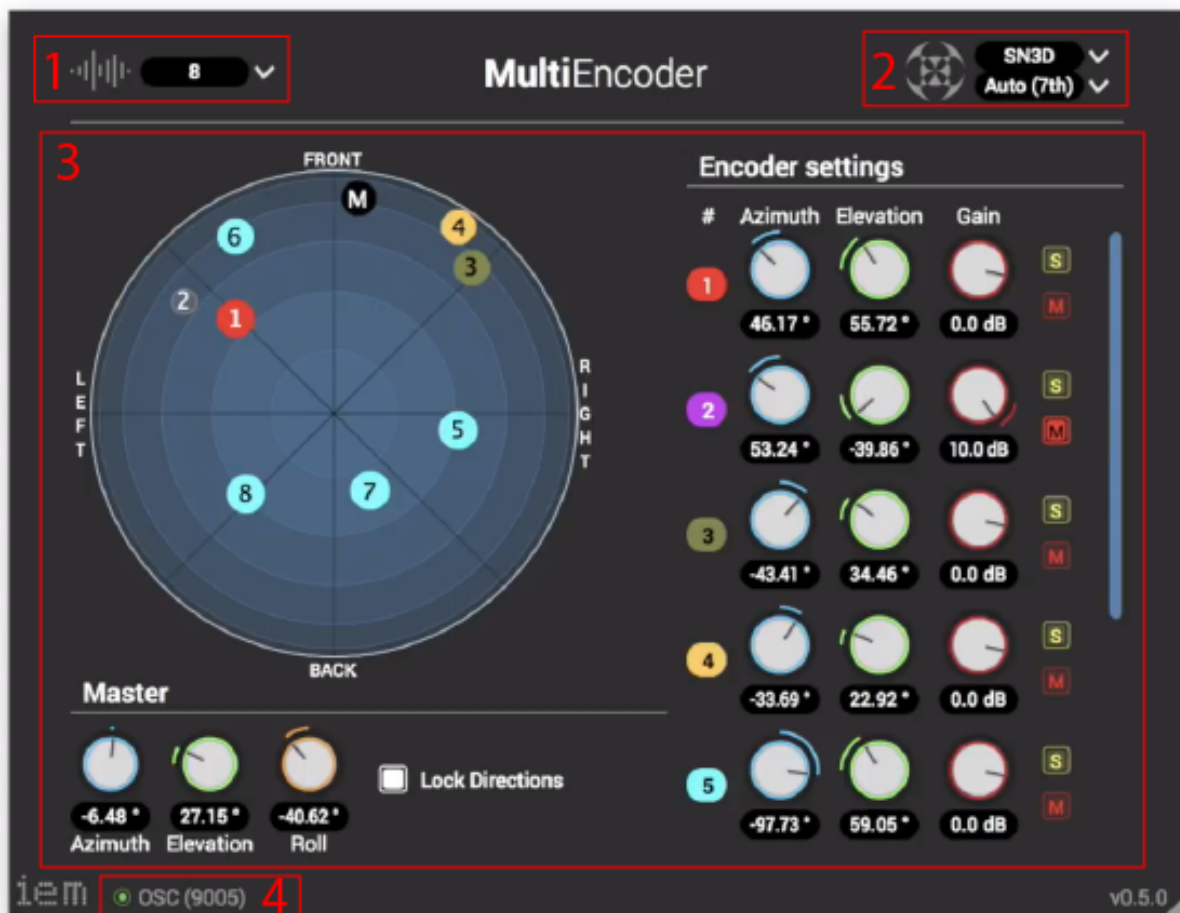 1
8
MultiEncoder
2
SN3D
Auto (7th)
3
FRONT
LEFT
RIGHT
BACK
M
6
4
3
2
1
5
8
7
Encoder settings
# Azimuth Elevation Gain
1
S
M
46.17 ° 55.72 ° 0.0 dB
2
S
M
53.24 ° -39.86 ° 10.0 dB
3
S
M
-43.41 ° 34.46 ° 0.0 dB
4
S
M
-33.69 ° 22.92 ° 0.0 dB
5
S
M
-97.73 ° 59.05 ° 0.0 dB
Master
Lock Directions
-6.48 ° 27.15 ° -40.62 °
Azimuth Elevation Roll
iem
OSC (9005)
4
v0.5.0